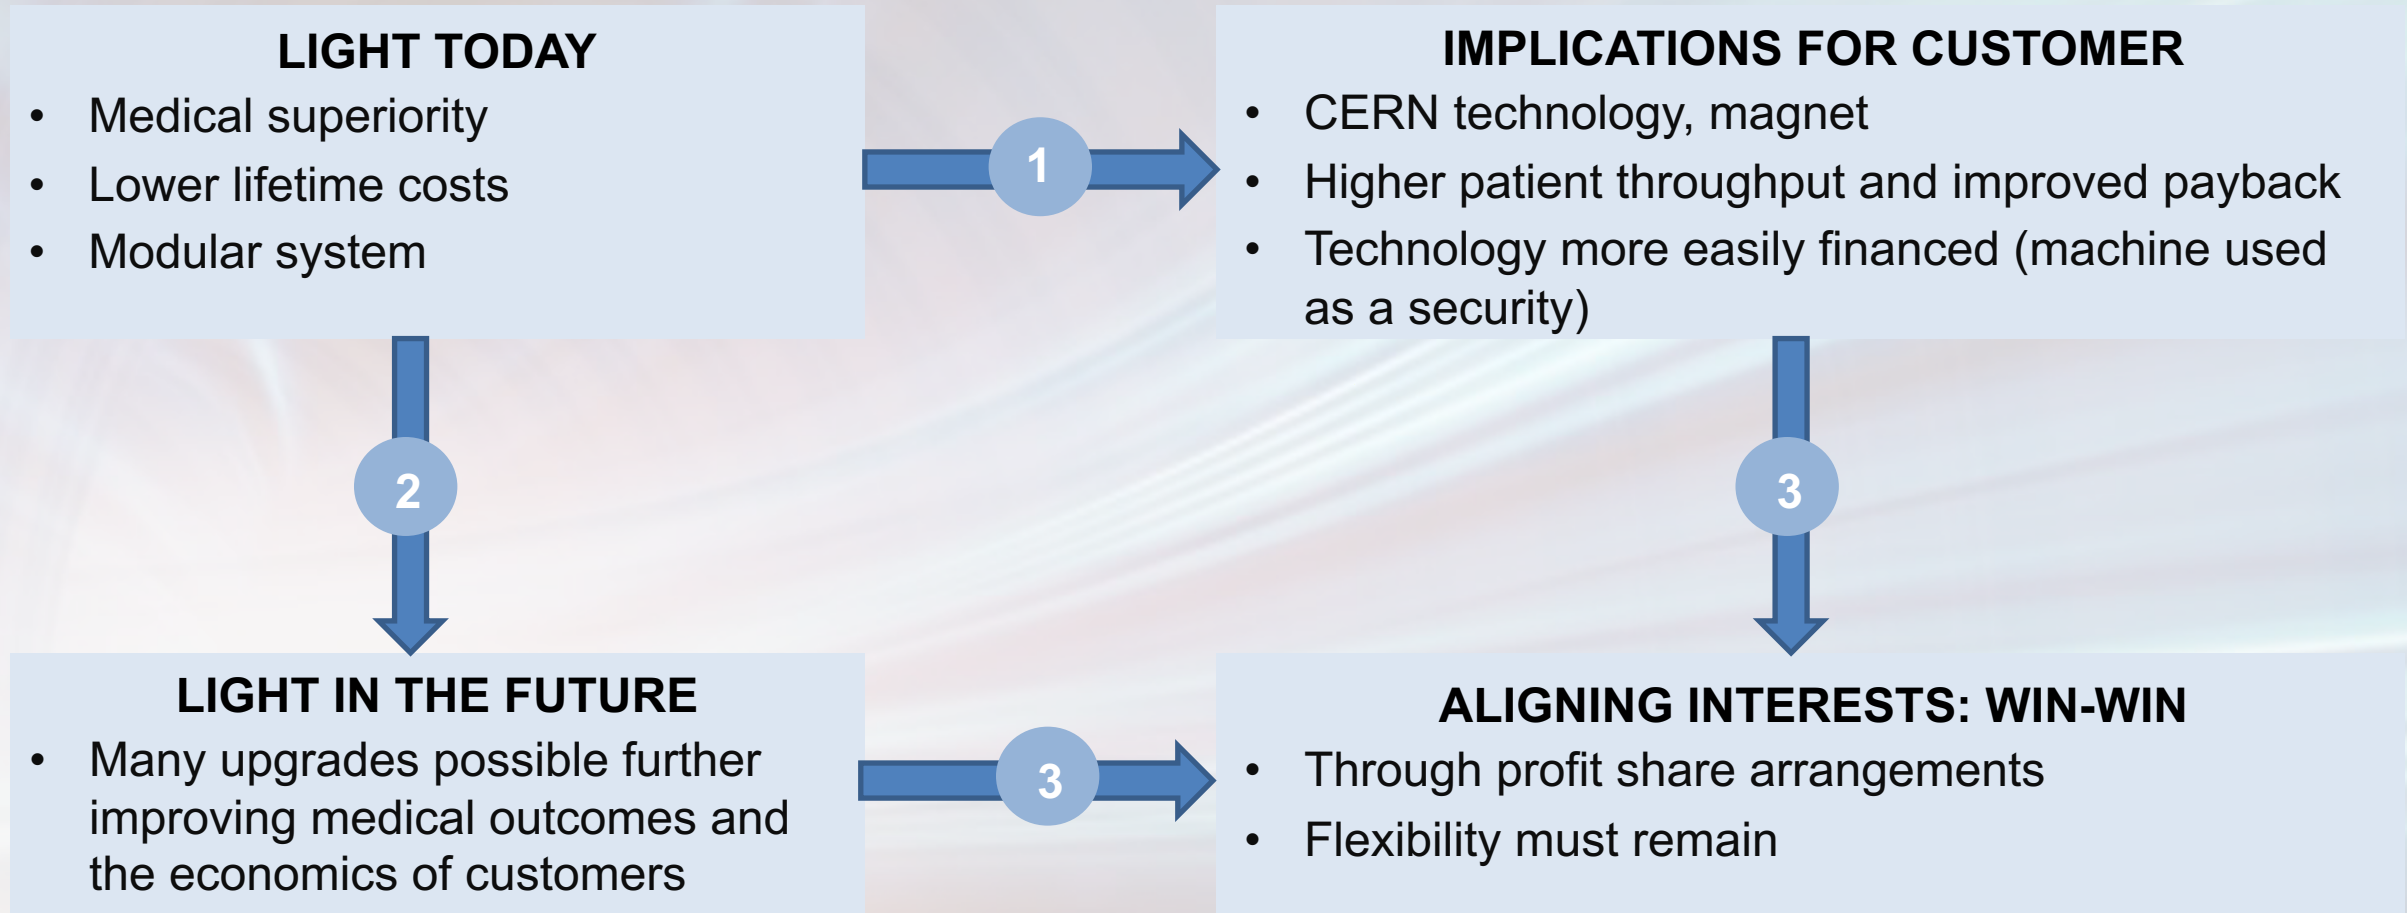 LIGHT TODAY
• Medical superiority
• Lower lifetime costs
• Modular system
1
IMPLICATIONS FOR CUSTOMER
• CERN technology, magnet
• Higher patient throughput and improved payback
• Technology more easily financed (machine used
as a security)
2
3
LIGHT IN THE FUTURE
• Many upgrades possible further
improving medical outcomes and
the economics of customers
3
ALIGNING INTERESTS: WIN-WIN
• Through profit share arrangements
• Flexibility must remain